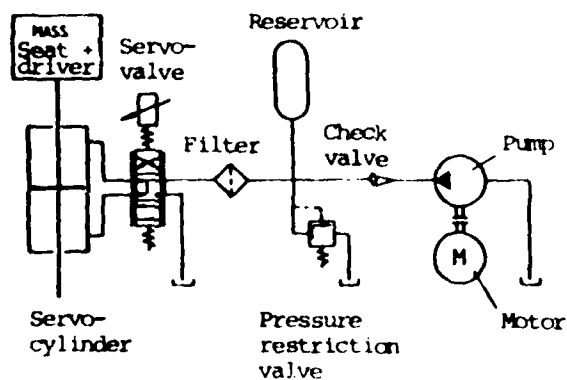 MASS
Seat +
driver
Servo-
valve
Reservoir
Filter
Check
valve
Pump
M
Servo-
cylinder
Pressure
restriction
valve
Motor